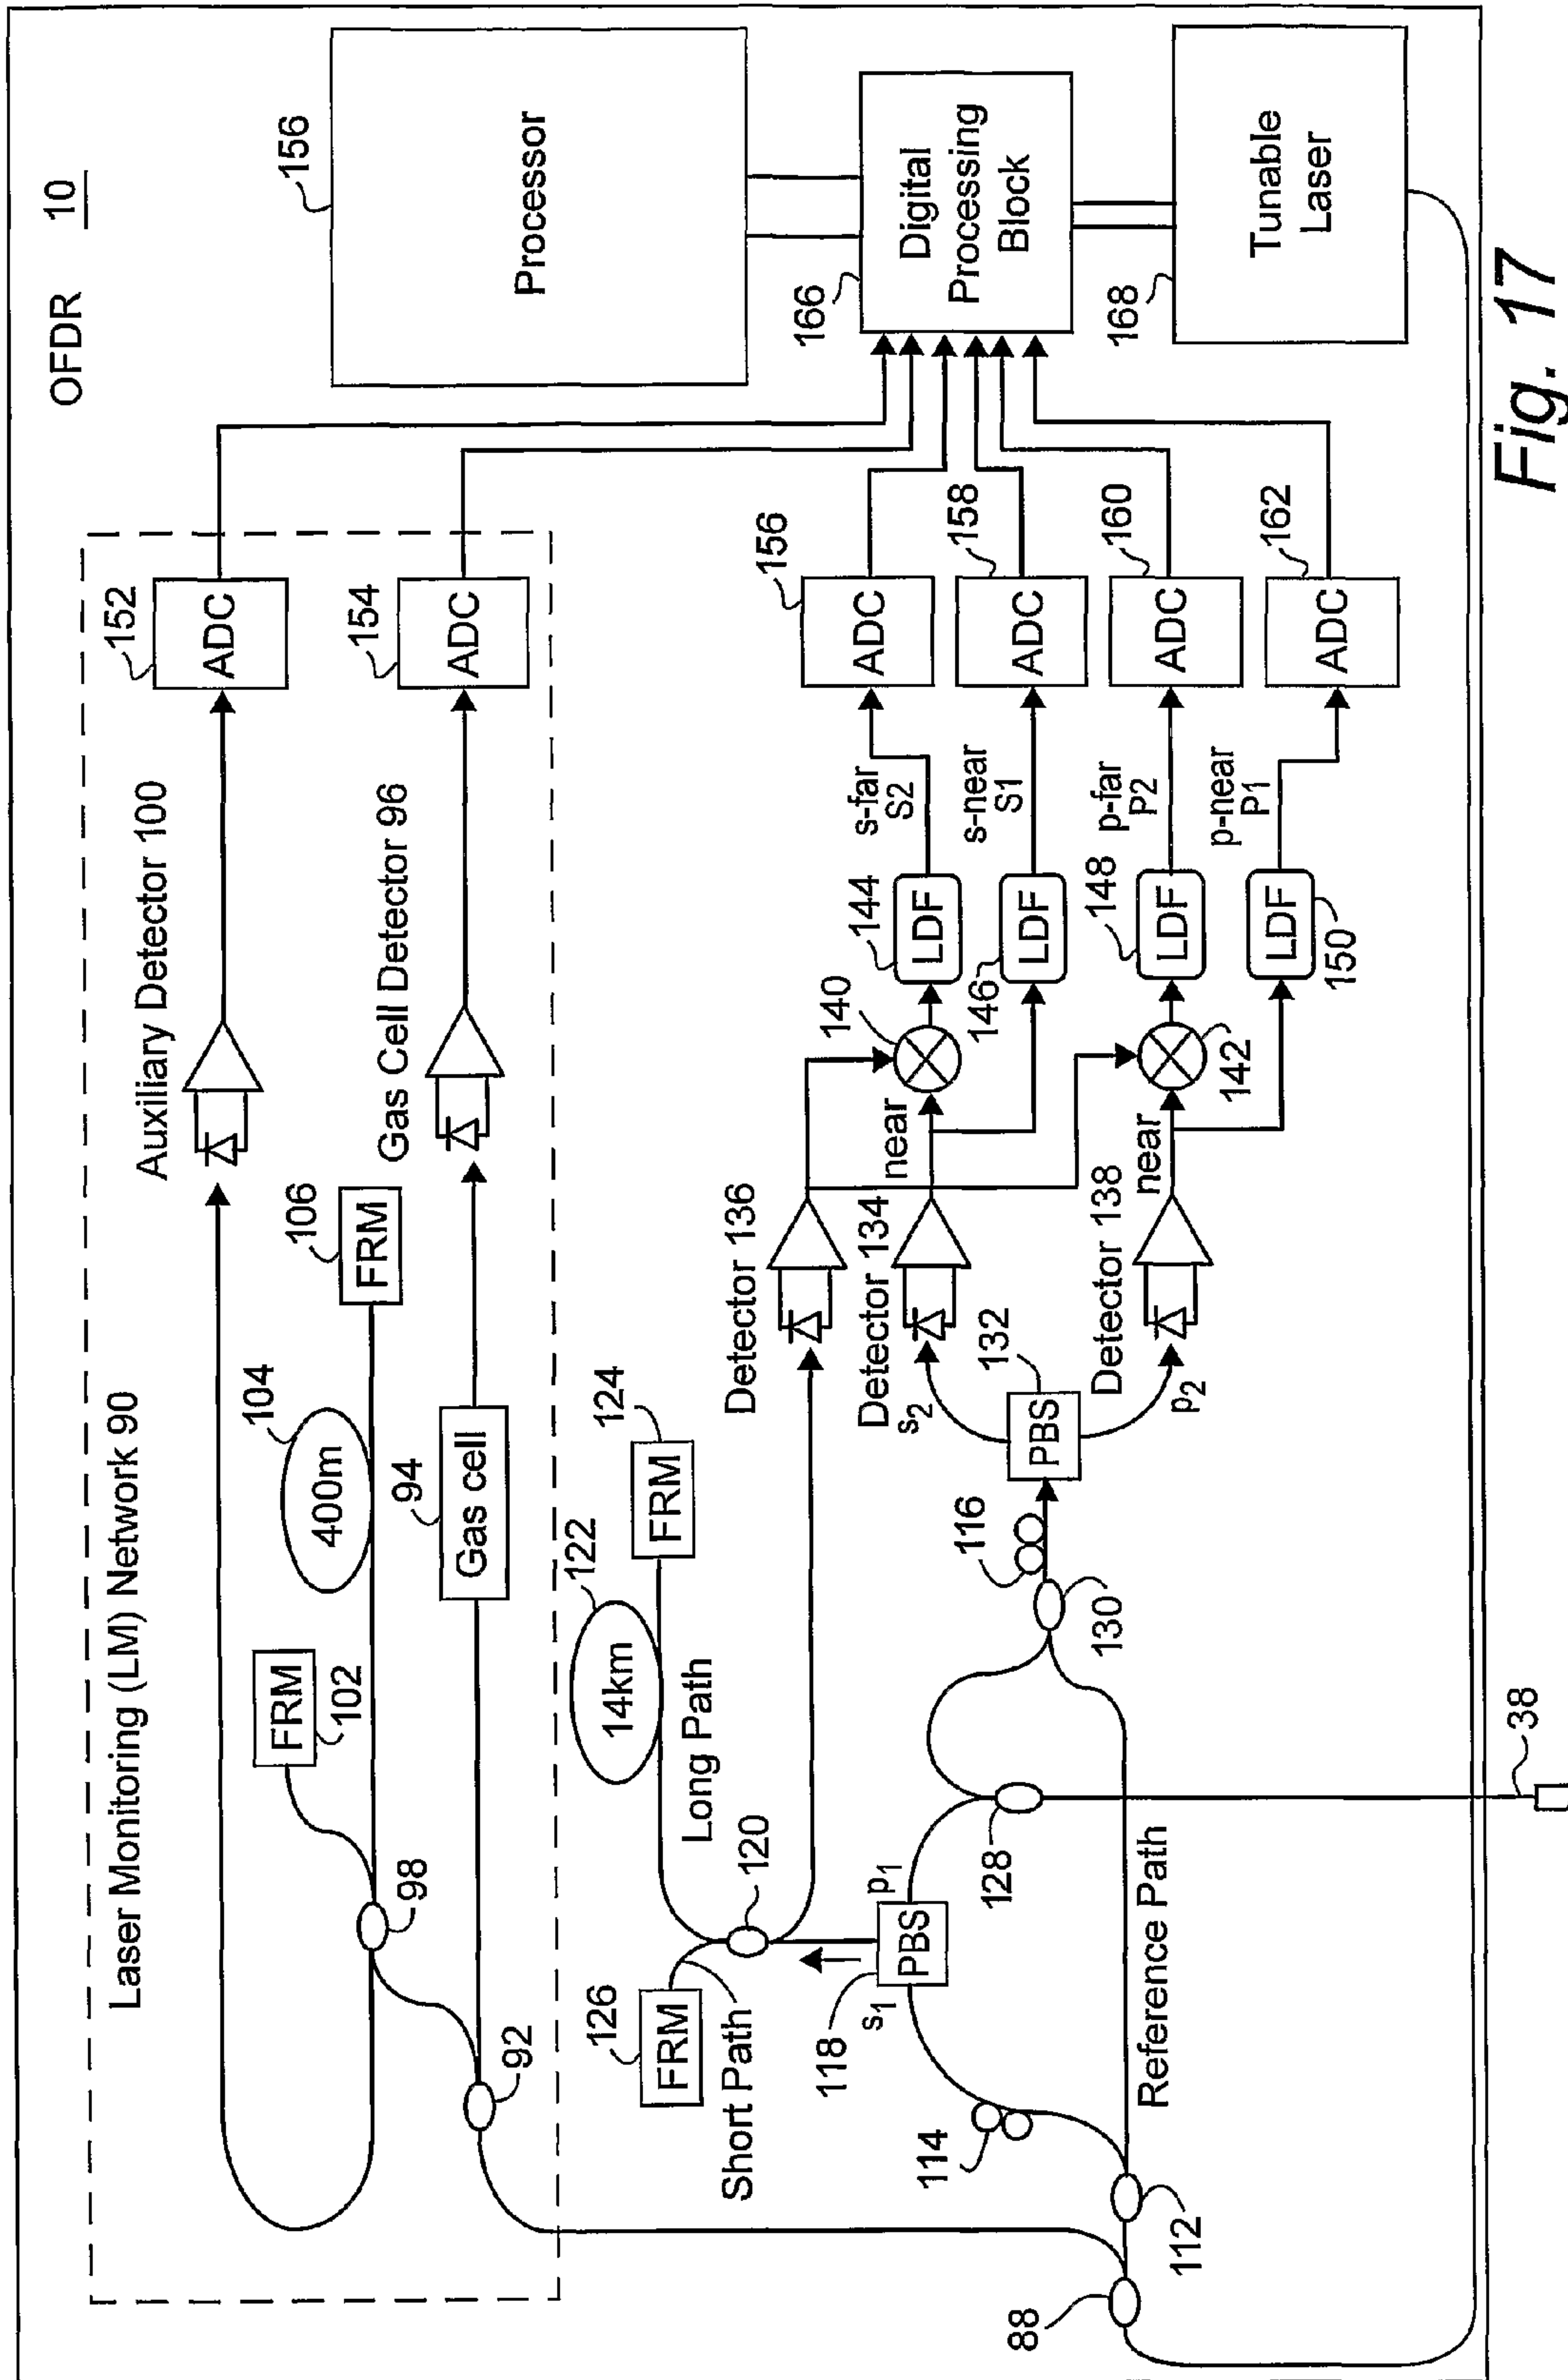 OFDR 10
Laser Monitoring (LM) Network 90
Auxiliary Detector 100
152
ADC
FRM
102
104
400m
106
FRM
98
Gas Cell Detector 96
154
ADC
94
Gas cell
92
156
Processor
126
FRM
Short Path
122
14km
124
FRM
Long Path
120
Detector 136
118
PBS
s1
p1
Detector 134
s2
near
140
144
LDF
s-far
S2
156
ADC
166
Digital
Processing
Block
114
128
116
130
132
PBS
146
LDF
s-near
S1
158
ADC
Detector 138
p2
near
142
148
LDF
p-far
P2
160
ADC
150
LDF
p-near
P1
162
ADC
168
Tunable
Laser
88
112
Reference Path
38
Fig. 17